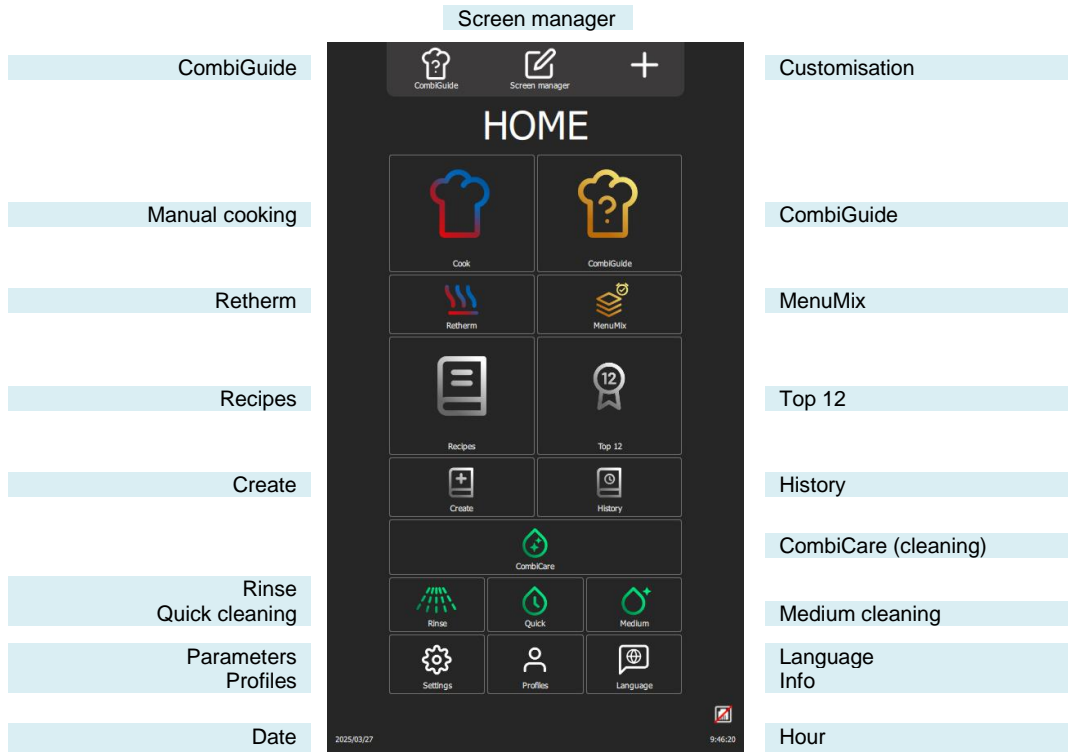 Screen manager
CombiGuide
Customisation
CombiGuide
Screen manager
HOME
Manual cooking
CombiGuide
Cook
CombiGuide
Retherm
MenuMix
Retherm
MenuMix
12
Recipes
Top 12
Recipes
Top 12
Create
History
Create
History
CombiCare (cleaning)
CombiCare
Rinse
Quick cleaning
Medium cleaning
Rinse
Quick
Medium
Parameters
Profiles
Language
Info
Settings
Profiles
Language
Date
Hour
2025/03/27
9:46:20